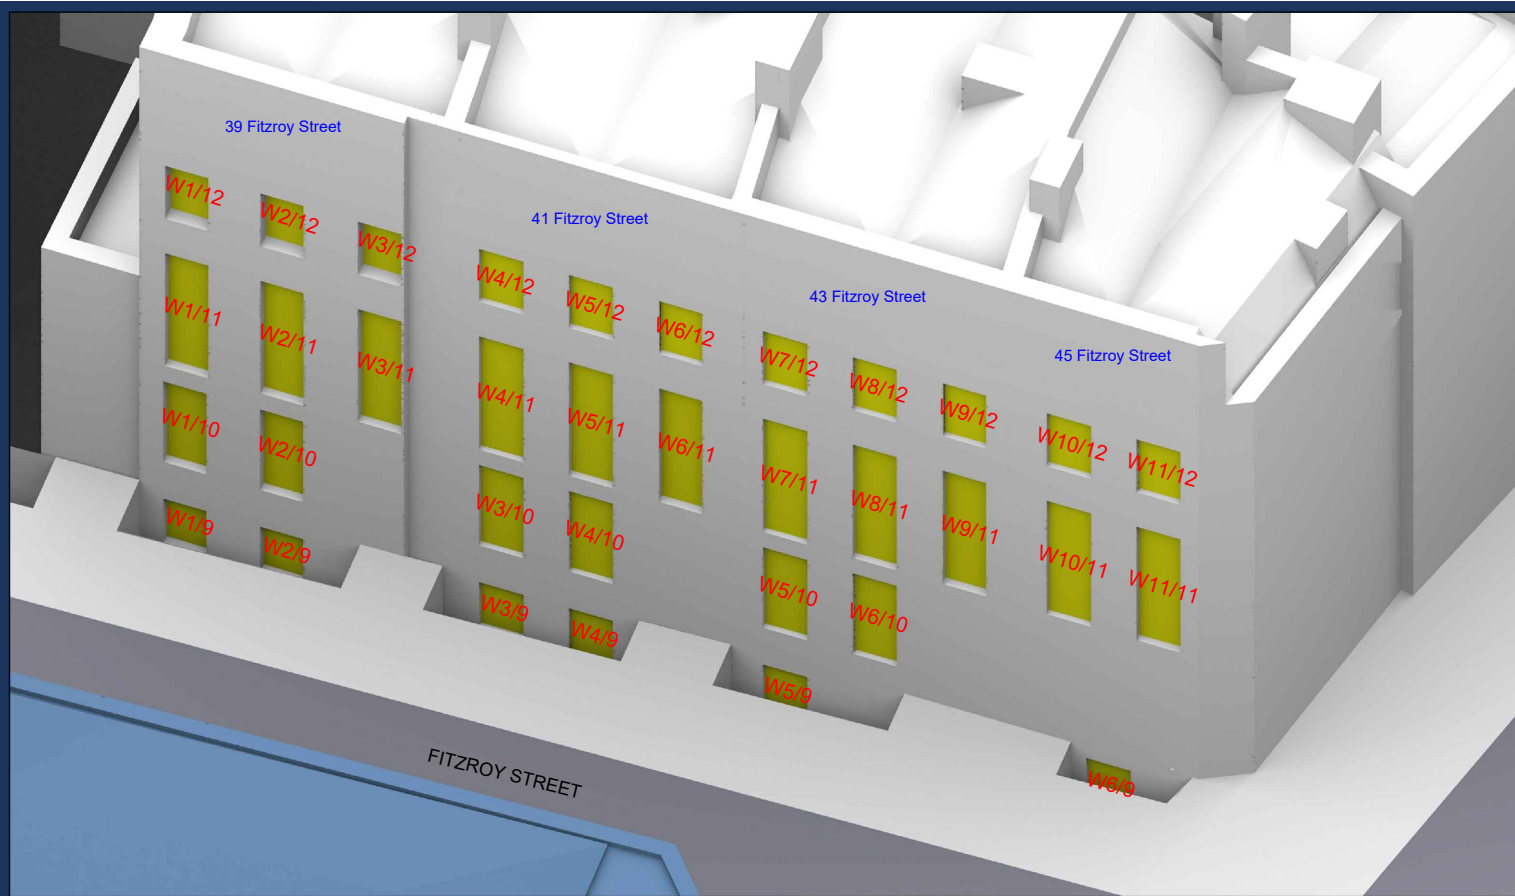 39 Fitzroy Street
W1/12
W2/12
W3/12
41 Fitzroy Street
W4/12
W5/12
W6/12
43 Fitzroy Street
W7/12
W8/12
W9/12
45 Fitzroy Street
W10/12
W11/12
W1/11
W2/11
W3/11
W4/11
W5/11
W6/11
W7/11
W8/11
W9/11
W10/11
W11/11
W1/10
W2/10
W3/10
W4/10
W5/10
W6/10
W1/9
W2/9
W3/9
W4/9
W5/9
W6/9
FITZROY STREET